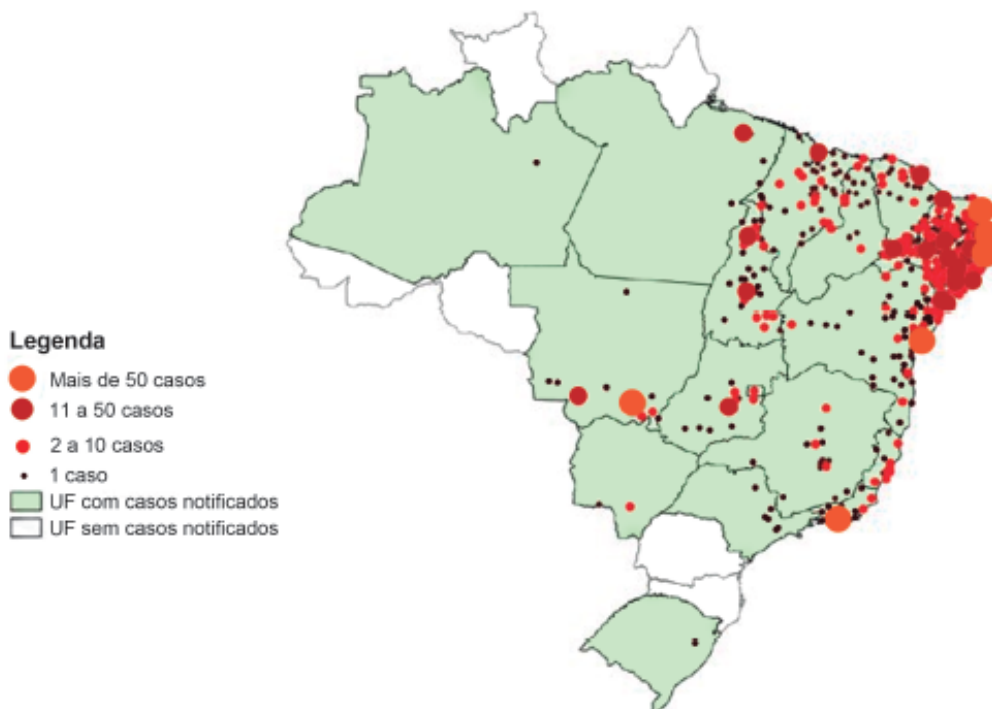 Legenda
Mais de 50 casos
11 a 50 casos
2 a 10 casos
1 caso
UF com casos notificados
UF sem casos notificados